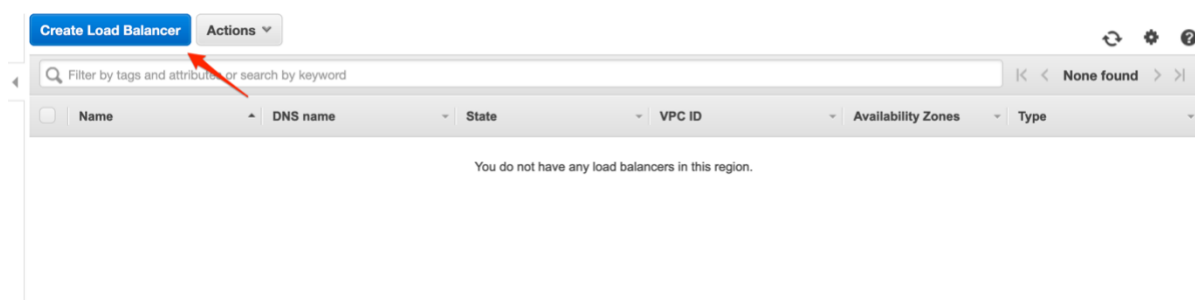 Create Load Balancer Actions
Filter by tags and attributes or search by keyword None found
Name DNS name State VPC ID Availability Zones Type
You do not have any load balancers in this region.